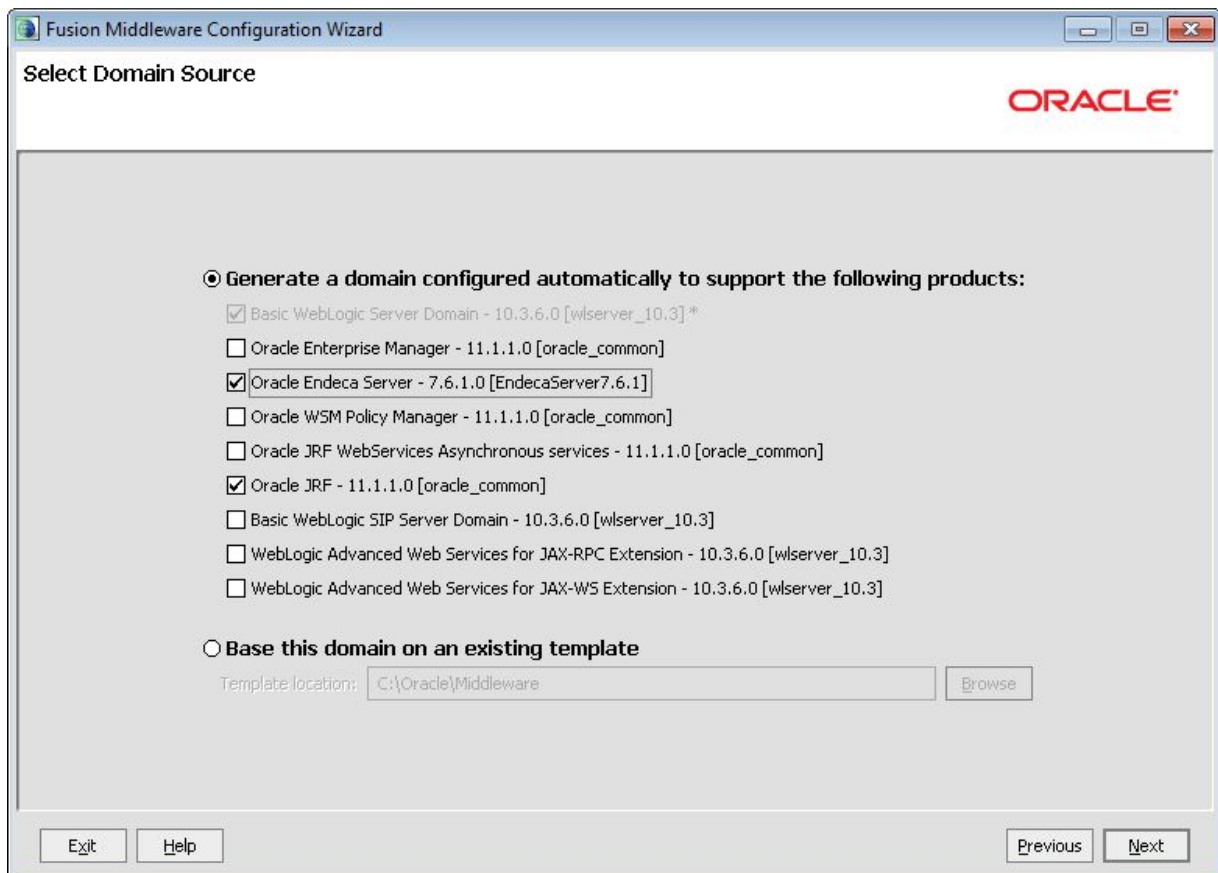 Fusion Middleware Configuration Wizard
Select Domain Source
ORACLE
Generate a domain configured automatically to support the following products:
Basic WebLogic Server Domain - 10.3.6.0 [wlserver_10.3] *
Oracle Enterprise Manager - 11.1.1.0 [oracle_common]
Oracle Endeca Server - 7.6.1.0 [EndecaServer7.6.1]
Oracle WSM Policy Manager - 11.1.1.0 [oracle_common]
Oracle JRF WebServices Asynchronous services - 11.1.1.0 [oracle_common]
Oracle JRF - 11.1.1.0 [oracle_common]
Basic WebLogic SIP Server Domain - 10.3.6.0 [wlserver_10.3]
WebLogic Advanced Web Services for JAX-RPC Extension - 10.3.6.0 [wlserver_10.3]
WebLogic Advanced Web Services for JAX-WS Extension - 10.3.6.0 [wlserver_10.3]
Base this domain on an existing template
Template location: C:\Oracle\Middleware Browse
Exit Help Previous Next